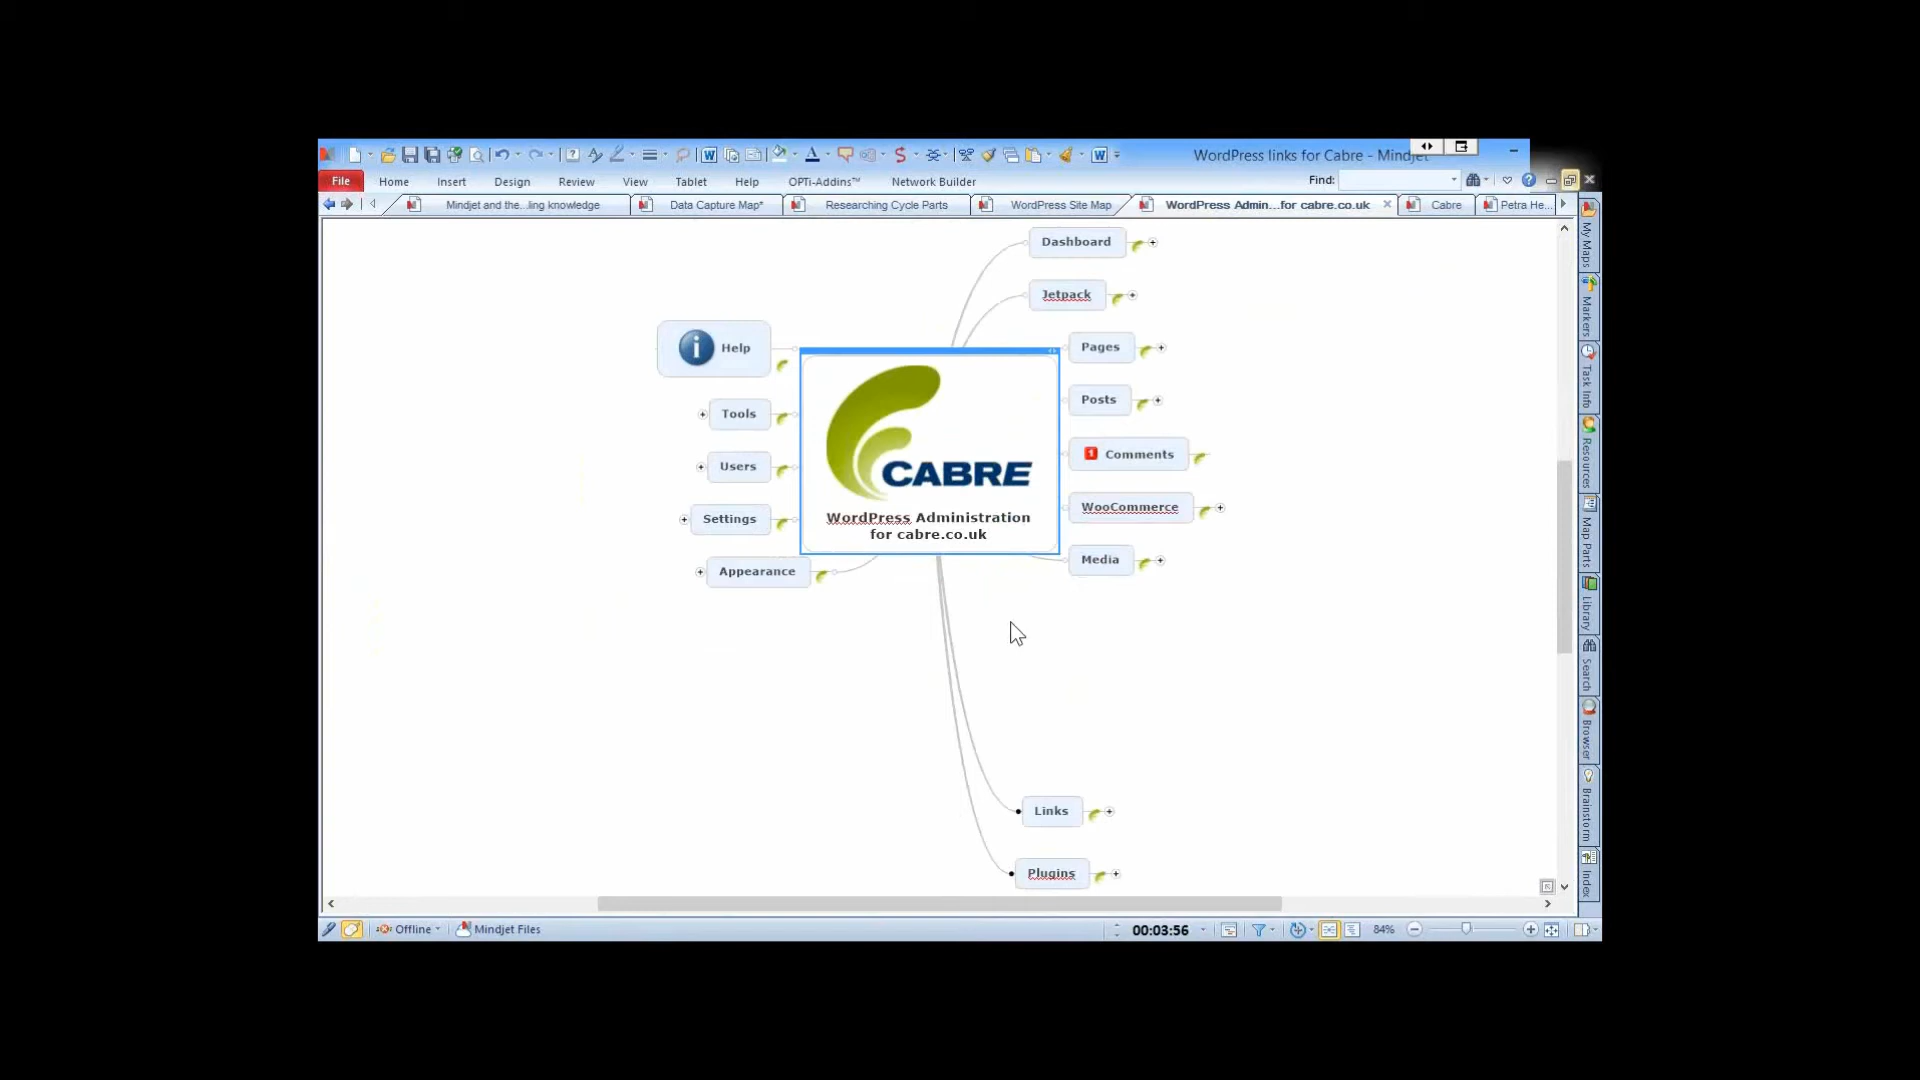 WordPress links for Cabre - Mindjet
File Home Insert Design Review View Tablet Help OPTi-Addins™ Network Builder Find:
Mindjet and the...ling knowledge Data Capture Map* Researching Cycle Parts WordPress Site Map WordPress Admin...for cabre.co.uk Cabre Petra He...
Dashboard
Jetpack
Help
Pages
Tools
Posts
1 Comments
Users
CABRE
WooCommerce
Settings
WordPress Administration
for cabre.co.uk
Media
Appearance
Links
Plugins
My Maps
Markers
Task Info
Resources
Map Parts
Library
Search
Browser
Brainstorm
Index
Offline Mindjet Files 00:03:56 84%